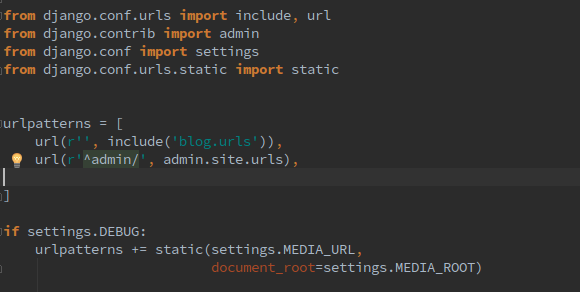 from django.conf.urls import include, url
from django.contrib import admin
from django.conf import settings
from django.conf.urls.static import static
urlpatterns = [
    url(r'', include('blog.urls')),
    url(r'^admin/', admin.site.urls),
]
if settings.DEBUG:
    urlpatterns += static(settings.MEDIA_URL,
                          document_root=settings.MEDIA_ROOT)